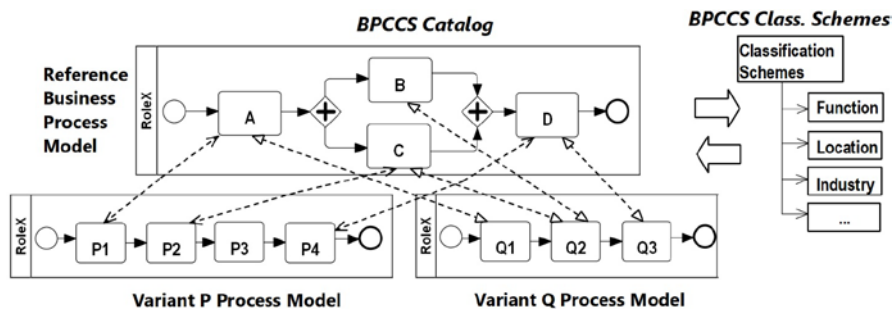 BPCCS Catalog
BPCCS Class. Schemes
Reference
Business
Process
Model
RoleX
A
B
C
D
Classification
Schemes
Function
Location
Industry
...
RoleX
P1
P2
P3
P4
RoleX
Q1
Q2
Q3
Variant P Process Model
Variant Q Process Model